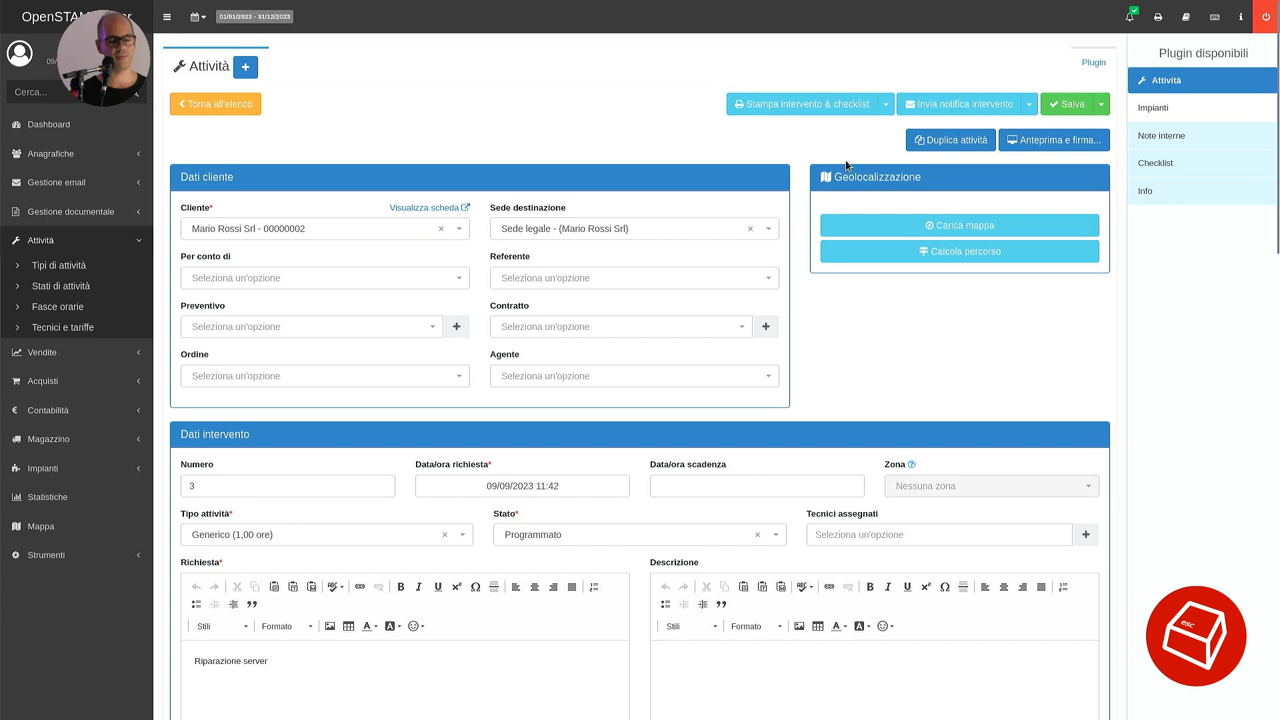 OpenSTAM
er
01/01/2023 - 31/12/2023
09/
Cerca...
Dashboard
Anagrafiche
Gestione email
Gestione documentale
Attività
Tipi di attività
Stati di attività
Fasce orarie
Tecnici e tariffe
Vendite
Acquisti
Contabilità
Magazzino
Impianti
Statistiche
Mappa
Strumenti
Attività
Plugin
Torna all'elenco
Stampa intervento & checklist
Invia notifica intervento
Salva
Duplica attività
Anteprima e firma...
Dati cliente
Cliente*
Visualizza scheda
Sede destinazione
Mario Rossi Srl - 00000002
Sede legale - (Mario Rossi Srl)
Per conto di
Referente
Seleziona un'opzione
Seleziona un'opzione
Preventivo
Contratto
Seleziona un'opzione
Seleziona un'opzione
Ordine
Agente
Seleziona un'opzione
Seleziona un'opzione
Geolocalizzazione
Carica mappa
Calcola percorso
Dati intervento
Numero
Data/ora richiesta*
Data/ora scadenza
Zona
3
09/09/2023 11:42
Nessuna zona
Tipo attività*
Stato*
Tecnici assegnati
Generico (1,00 ore)
Programmato
Seleziona un'opzione
Richiesta*
Descrizione
Stili
Formato
Stili
Formato
Riparazione server
Plugin disponibili
Attività
Impianti
Note interne
Checklist
Info
esc